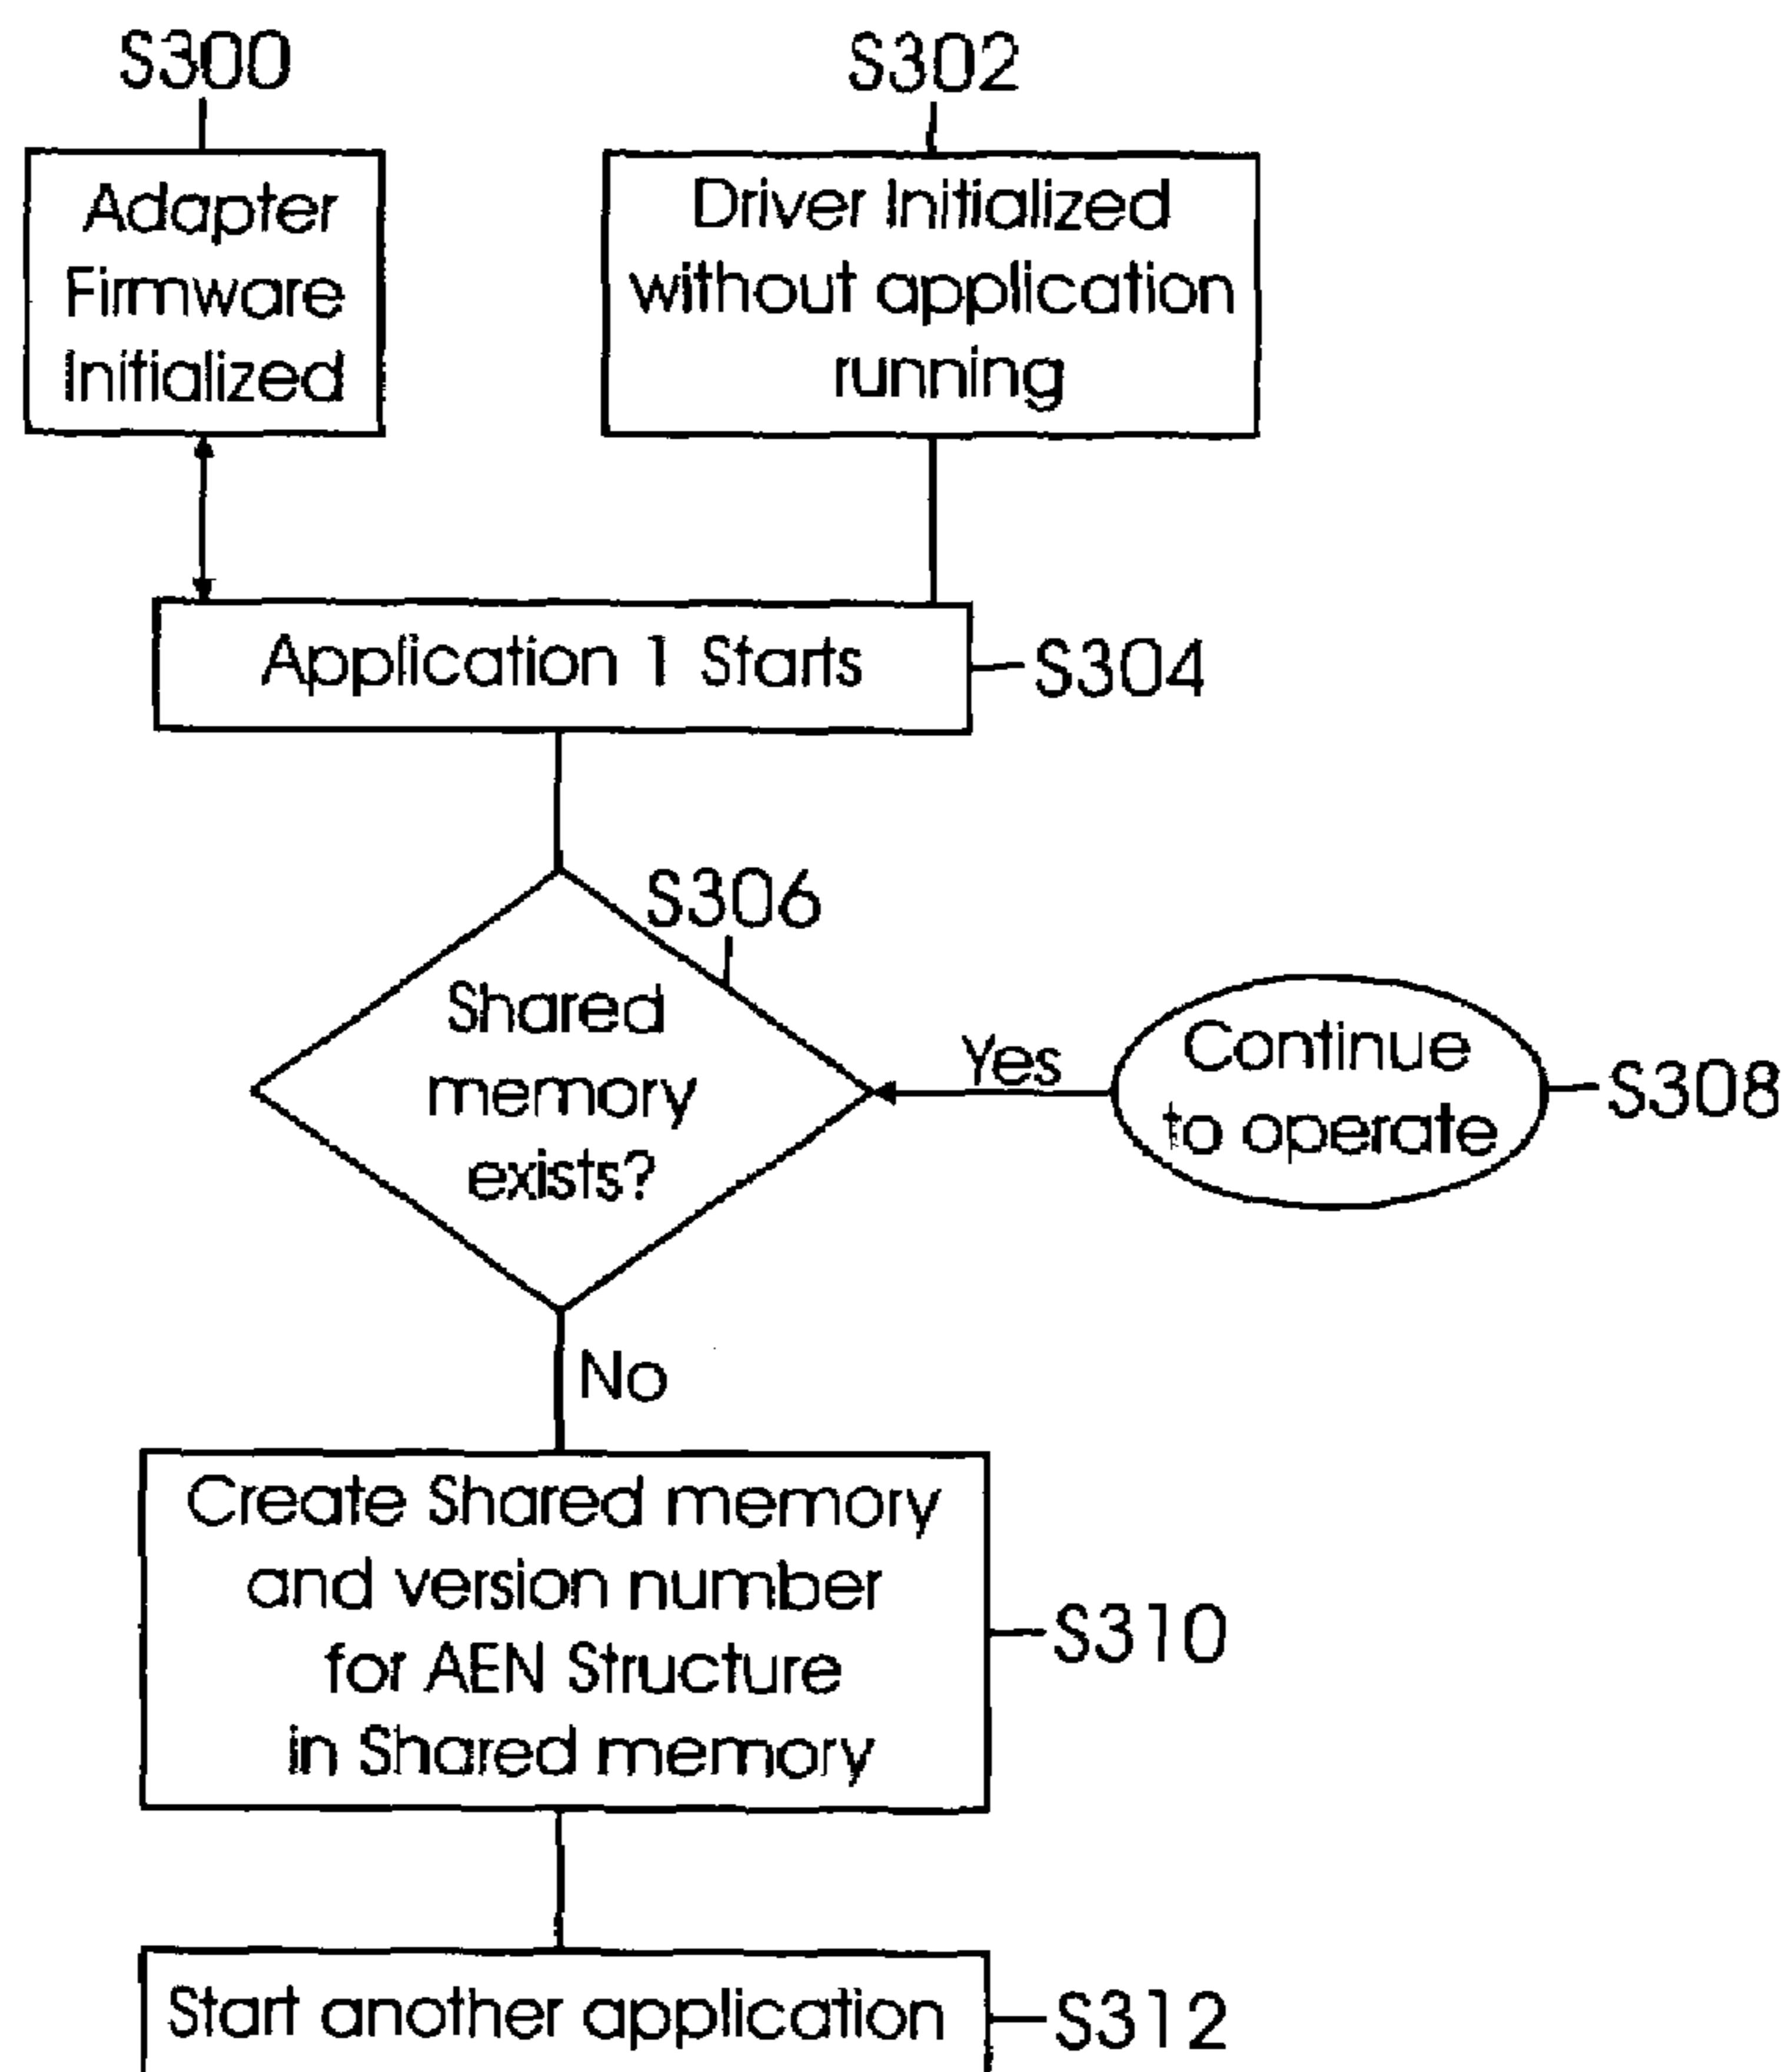 S300
S302
Adapter
Firmware
Initialized
Driver Initialized
without application
running
Application 1 Starts
S304
S306
Shared
memory
exists?
Yes
Continue
to operate
S308
No
Create Shared memory
and version number
for AEN Structure
in Shared memory
S310
Start another application
S312